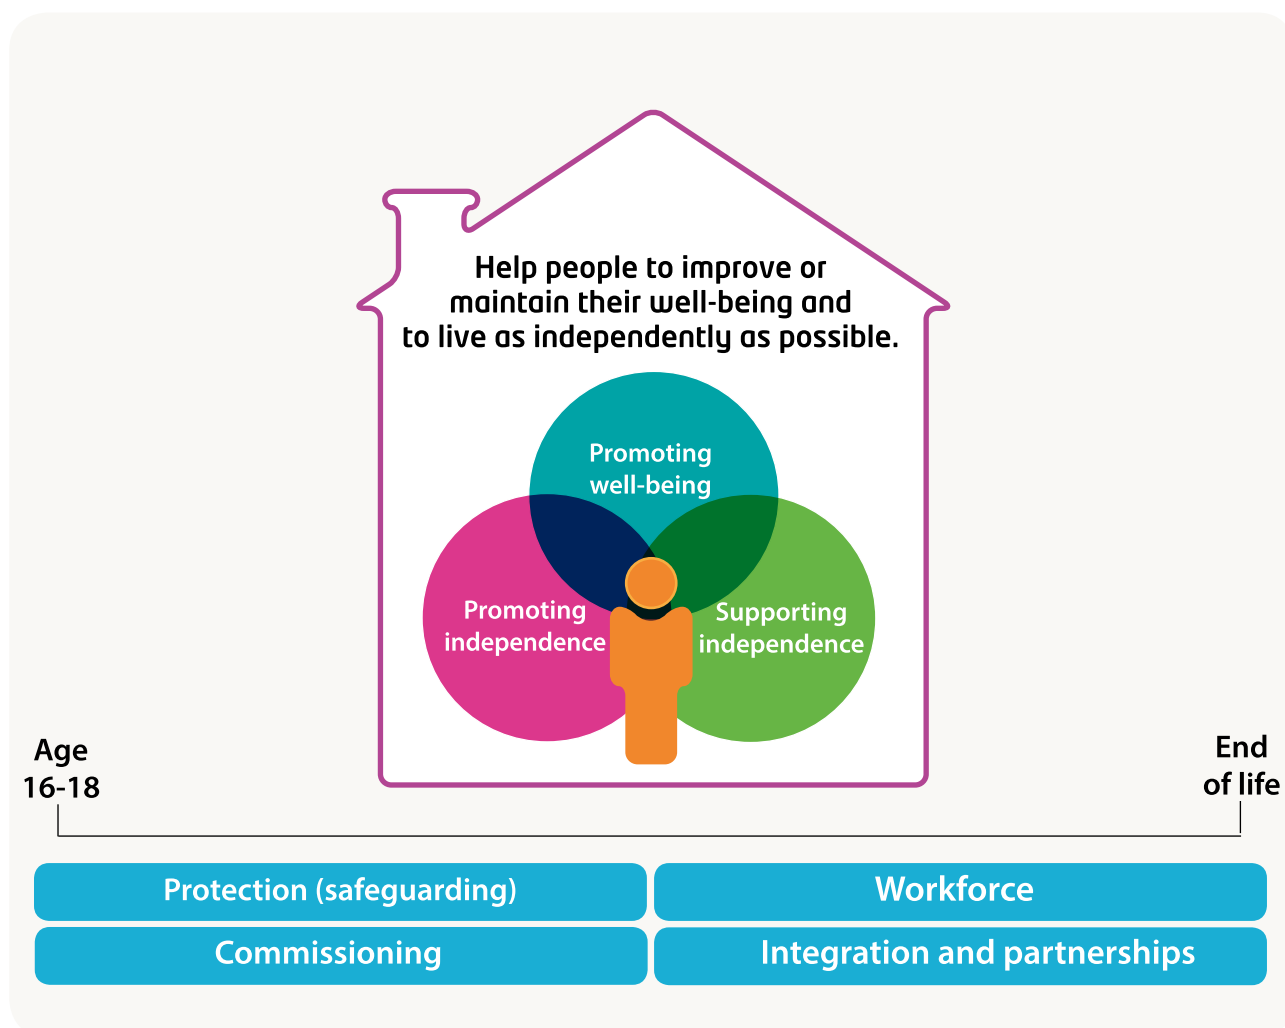 Help people to improve or
maintain their well-being and
to live as independently as possible.
Promoting
well-being
Promoting
independence
Supporting
independence
Age
16-18
End
of life
Protection (safeguarding)
Workforce
Commissioning
Integration and partnerships